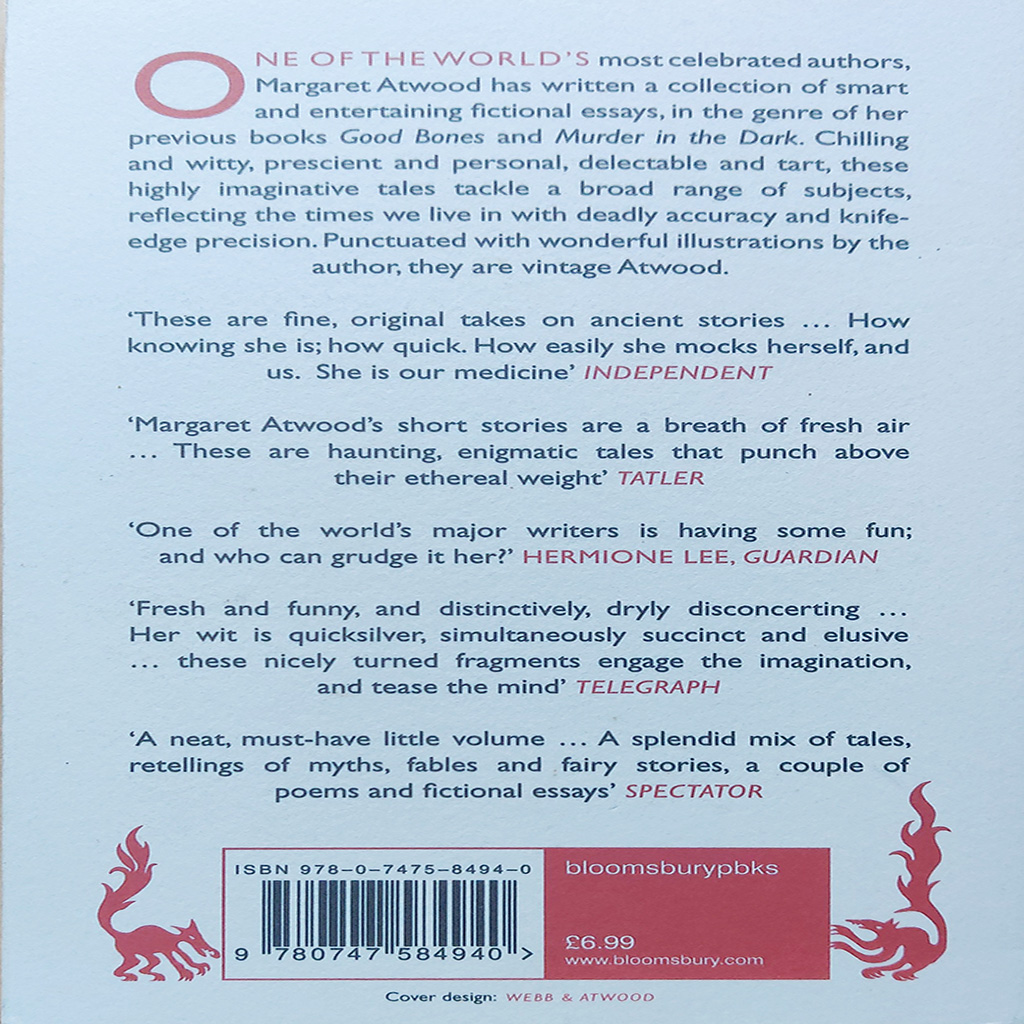 ONE OF THE WORLD'S most celebrated authors,
Margaret Atwood has written a collection of smart
and entertaining fictional essays, in the genre of her
previous books Good Bones and Murder in the Dark. Chilling
and witty, prescient and personal, delectable and tart, these
highly imaginative tales tackle a broad range of subjects,
reflecting the times we live in with deadly accuracy and knife-
edge precision. Punctuated with wonderful illustrations by the
author, they are vintage Atwood.
‘These are fine, original takes on ancient stories … How
knowing she is; how quick. How easily she mocks herself, and
us. She is our medicine’ INDEPENDENT
‘Margaret Atwood’s short stories are a breath of fresh air
… These are haunting, enigmatic tales that punch above
their ethereal weight’ TATLER
‘One of the world’s major writers is having some fun;
and who can grudge it her?’ HERMIONE LEE, GUARDIAN
‘Fresh and funny, and distinctively, dryly disconcerting …
Her wit is quicksilver, simultaneously succinct and elusive
… these nicely turned fragments engage the imagination,
and tease the mind’ TELEGRAPH
‘A neat, must-have little volume … A splendid mix of tales,
retellings of myths, fables and fairy stories, a couple of
poems and fictional essays’ SPECTATOR
ISBN 978-0-7475-8494-0
9 780747 584940 >
bloomsburypbks
£6.99
www.bloomsbury.com
Cover design: WEBB & ATWOOD